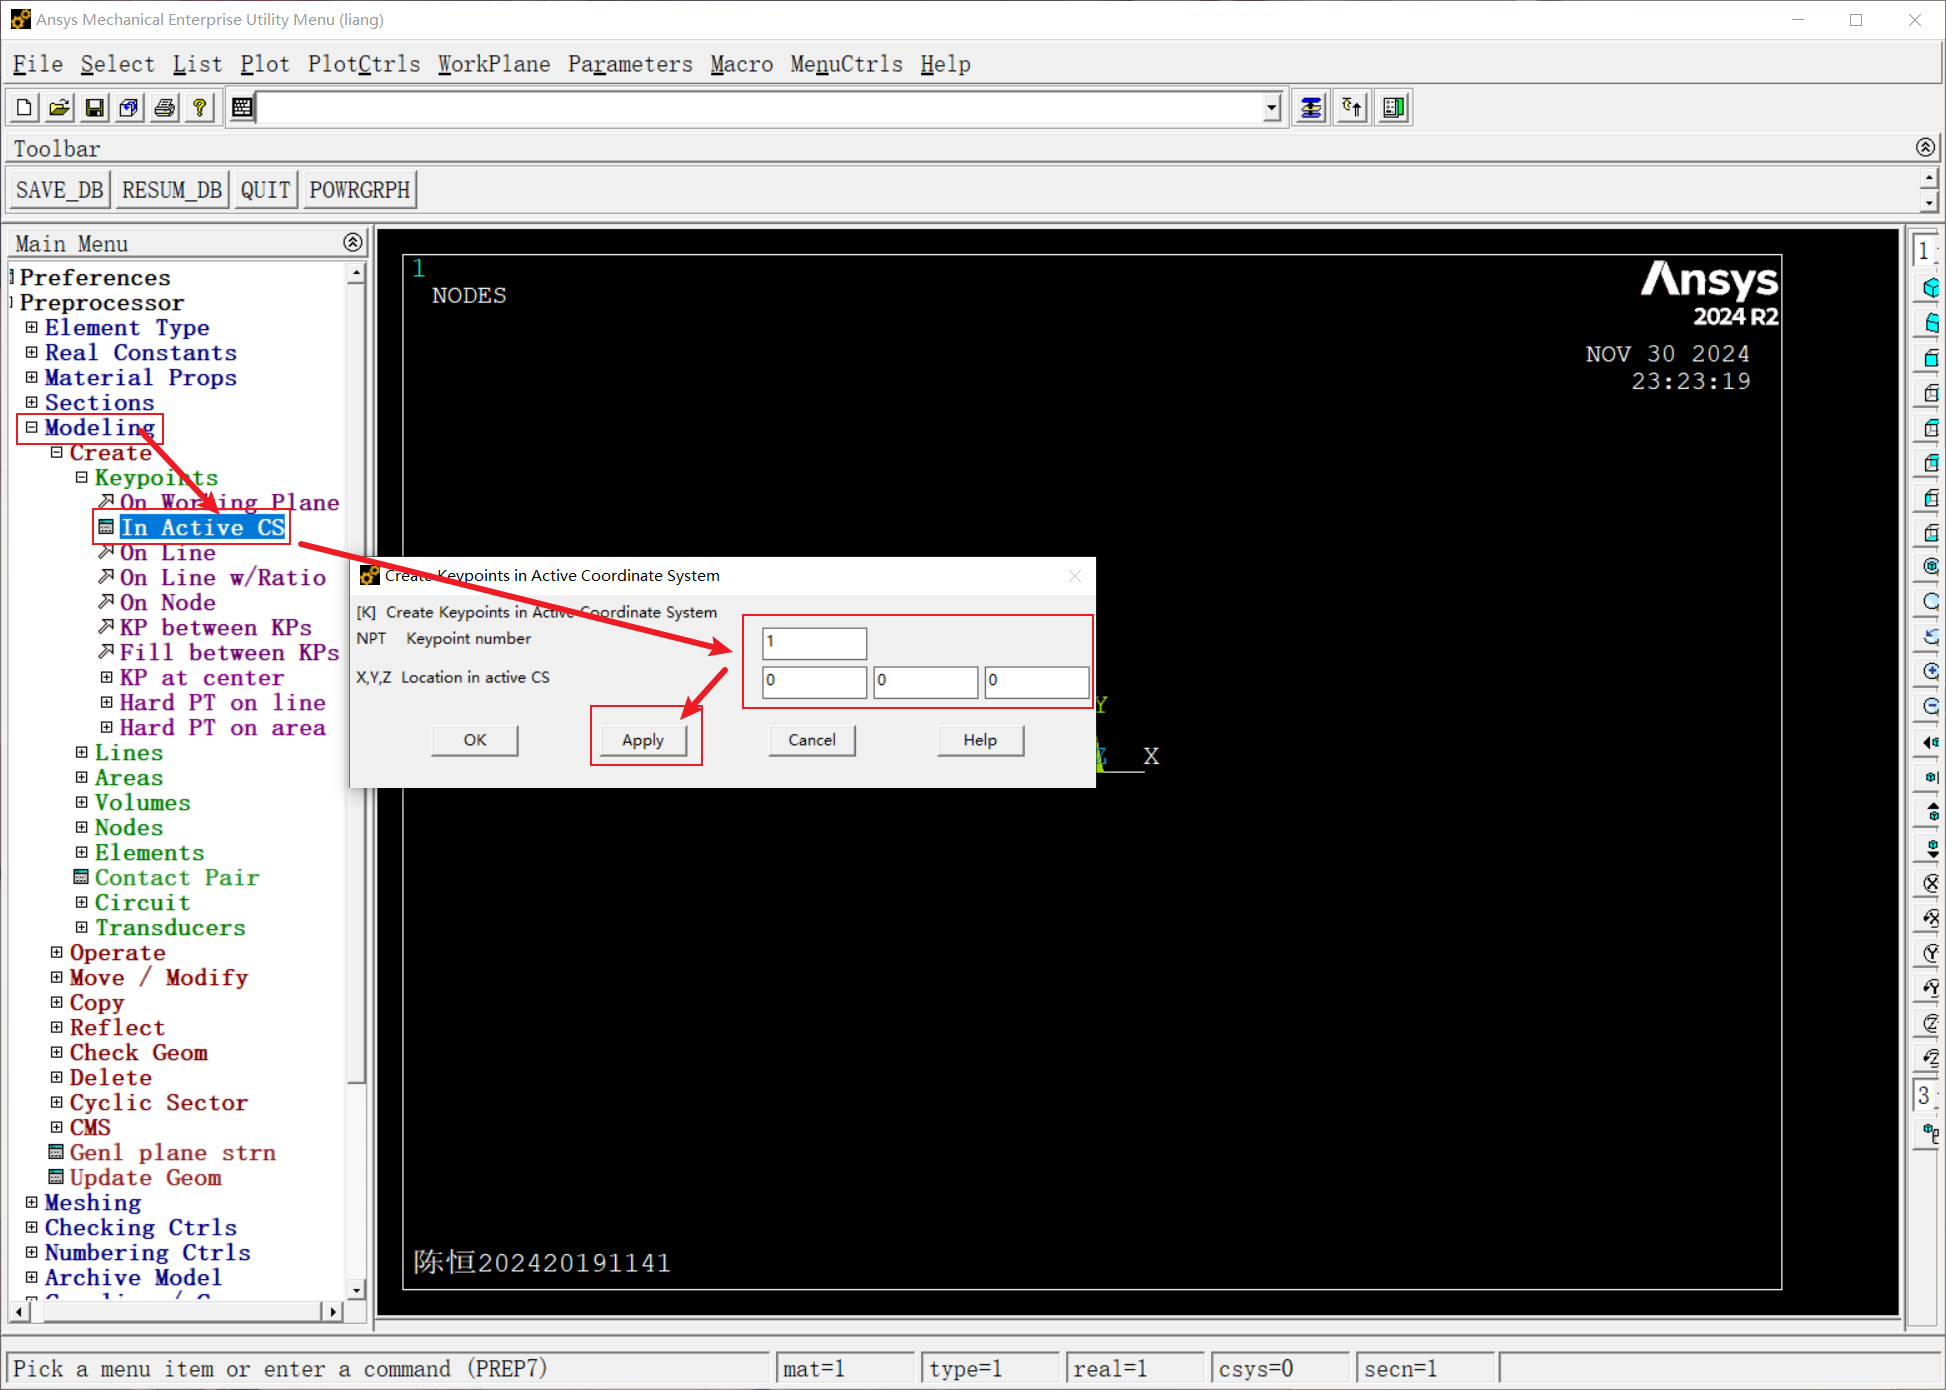 Ansys Mechanical Enterprise Utility Menu (liang)
File Select List Plot PlotCtrls WorkPlane Parameters Macro MenuCtrls Help
Toolbar
SAVE_DB RESUM_DB QUIT POWRGRPH
Main Menu
Preferences
Preprocessor
Element Type
Real Constants
Material Props
Sections
Modeling
Create
Keypoints
On Working Plane
In Active CS
On Line
On Line w/Ratio
On Node
KP between KPs
Fill between KPs
KP at center
Hard PT on line
Hard PT on area
Lines
Areas
Volumes
Nodes
Elements
Contact Pair
Circuit
Transducers
Operate
Move / Modify
Copy
Reflect
Check Geom
Delete
Cyclic Sector
CMS
Genl plane strn
Update Geom
Meshing
Checking Ctrls
Numbering Ctrls
Archive Model
1
NODES
Ansys
2024 R2
NOV 30 2024
23:23:19
Create Keypoints in Active Coordinate System
[K] Create Keypoints in Active Coordinate System
NPT Keypoint number 1
X,Y,Z Location in active CS 0 0 0
OK Apply Cancel Help
Y
Z X
陈恒202420191141
1
3
Pick a menu item or enter a command (PREP7) mat=1 type=1 real=1 csys=0 secn=1